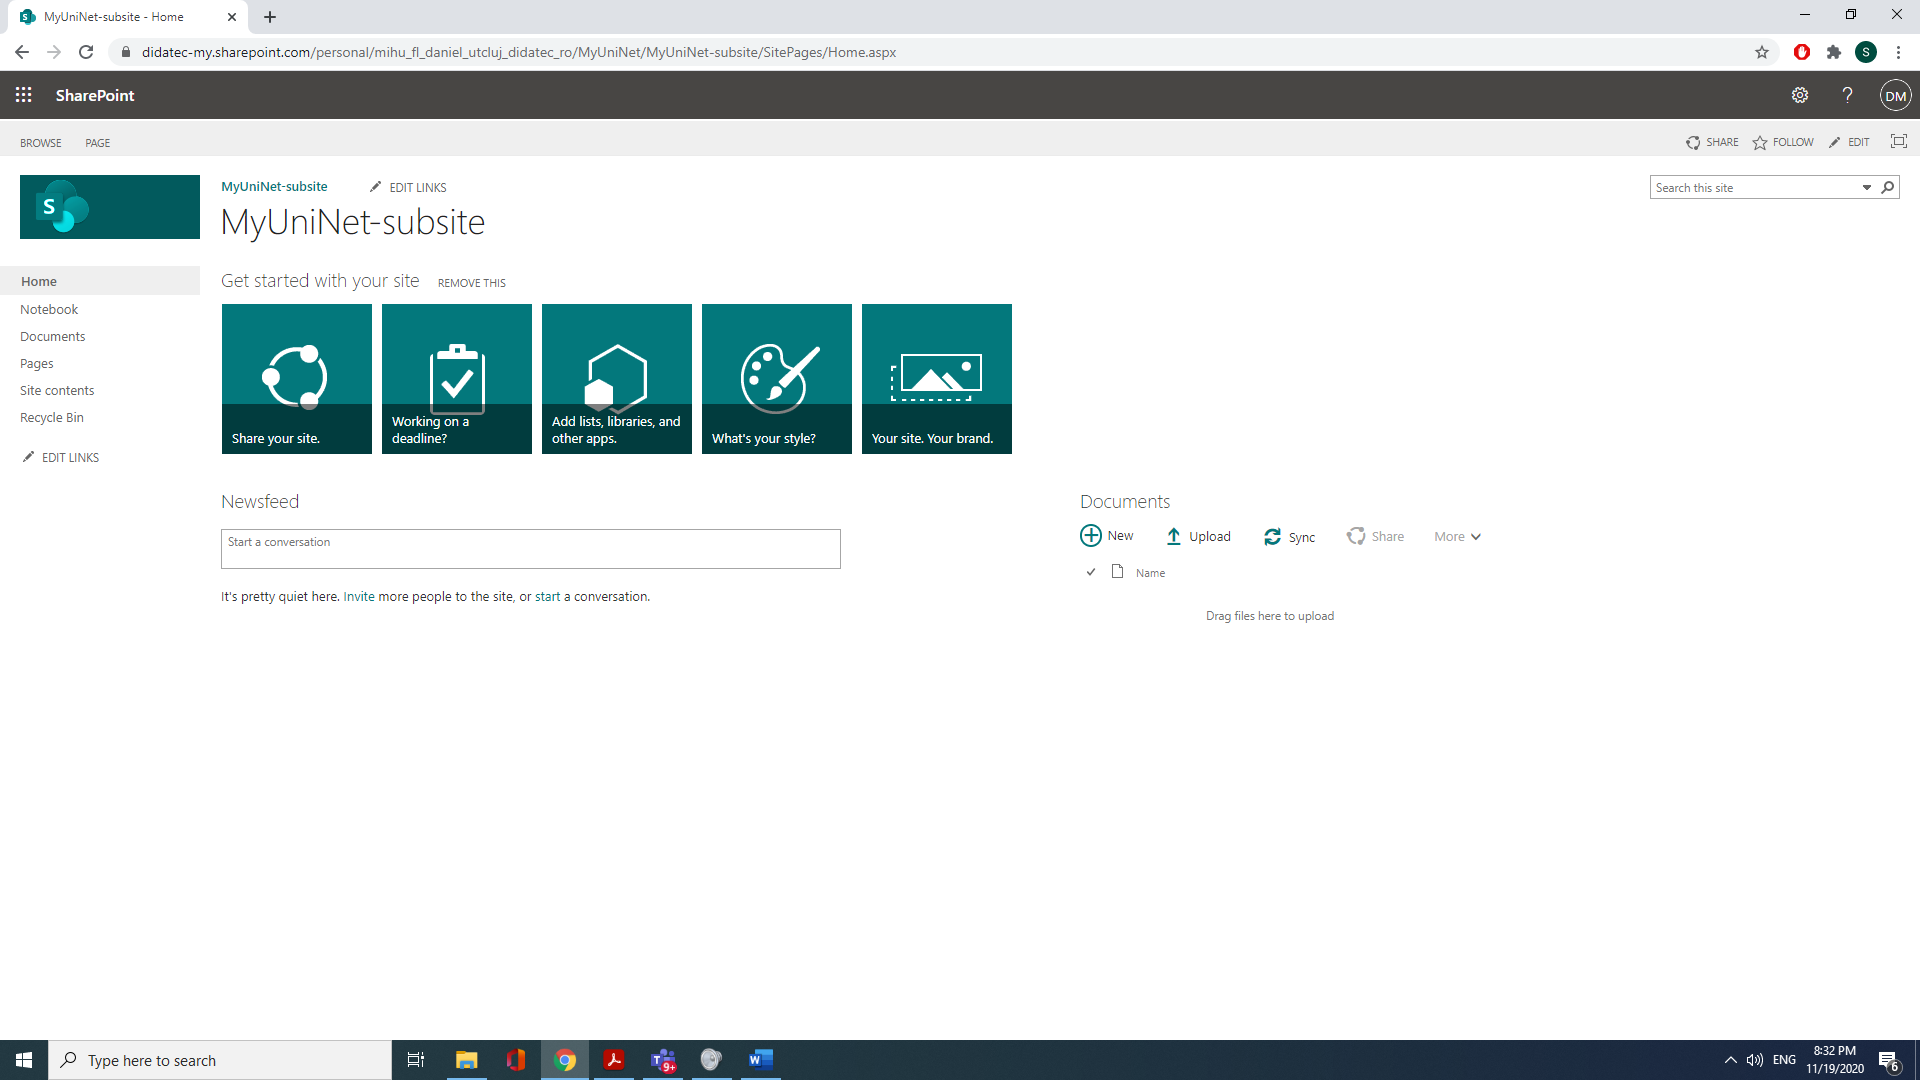 MyUniNet-subsite - Home
didatec-my.sharepoint.com/personal/mihu_fl_daniel_utcluj_didatec_ro/MyUniNet/MyUniNet-subsite/SitePages/Home.aspx
S
SharePoint
?
DM
BROWSE
PAGE
SHARE
FOLLOW
EDIT
S
MyUniNet-subsite
EDIT LINKS
Search this site
MyUniNet-subsite
Home
Notebook
Documents
Pages
Site contents
Recycle Bin
EDIT LINKS
Get started with your site
REMOVE THIS
Share your site.
Working on a
deadline?
Add lists, libraries, and
other apps.
What's your style?
Your site. Your brand.
Newsfeed
Start a conversation
It's pretty quiet here. Invite more people to the site, or start a conversation.
Documents
New
Upload
Sync
Share
More
Name
Drag files here to upload
Type here to search
9+
ENG
8:32 PM
11/19/2020
6